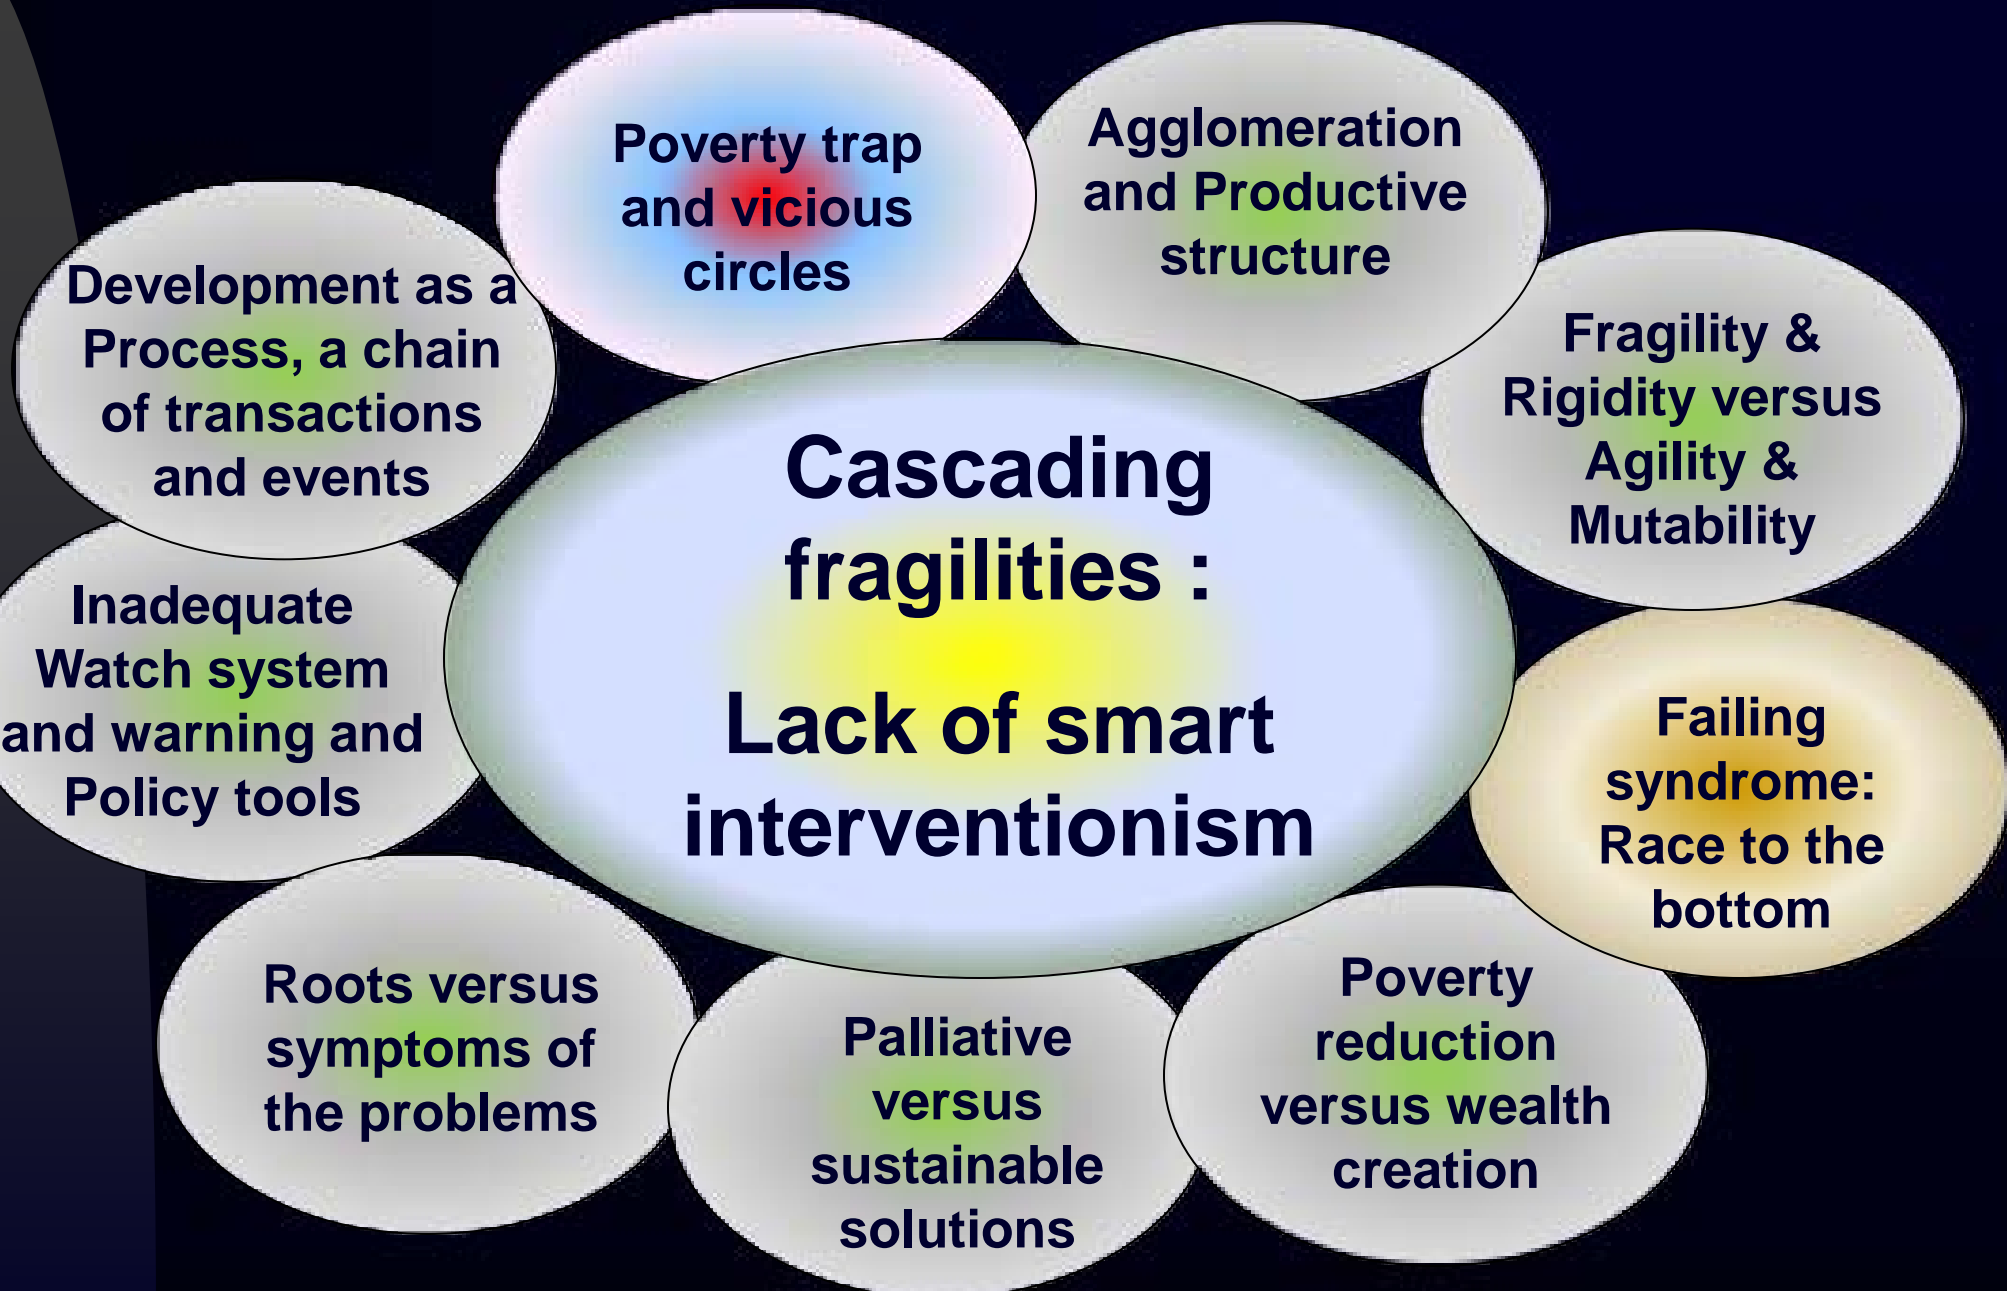 Poverty trap
and vicious
circles
Agglomeration
and Productive
structure
Development as a
Process, a chain
of transactions
and events
Fragility &
Rigidity versus
Agility &
Mutability
Cascading
fragilities :
Lack of smart
interventionism
Inadequate
Watch system
and warning and
Policy tools
Failing
syndrome:
Race to the
bottom
Roots versus
symptoms of
the problems
Palliative
versus
sustainable
solutions
Poverty
reduction
versus wealth
creation